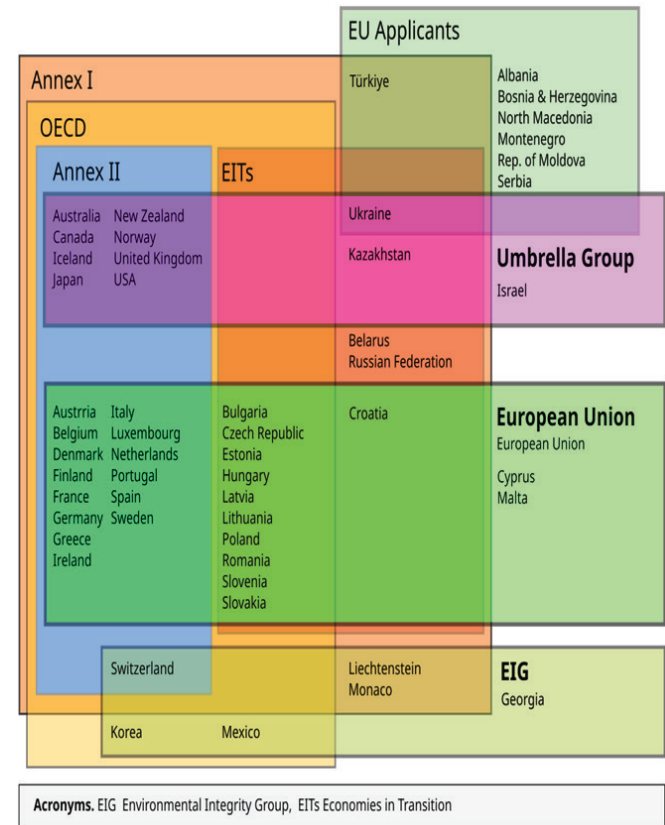 EU Applicants
Annex I
Türkiye
Albania
Bosnia & Herzegovina
North Macedonia
Montenegro
Rep. of Moldova
Serbia
OECD
Annex II
EITs
Australia New Zealand
Canada Norway
Iceland United Kingdom
Japan USA
Ukraine
Kazakhstan
Umbrella Group
Israel
Belarus
Russian Federation
Austrria Italy
Belgium Luxembourg
Denmark Netherlands
Finland Portugal
France Spain
Germany Sweden
Greece
Ireland
Bulgaria
Czech Republic
Estonia
Hungary
Latvia
Lithuania
Poland
Romania
Slovenia
Slovakia
Croatia
European Union
European Union
Cyprus
Malta
Switzerland
Liechtenstein
Monaco
EIG
Georgia
Korea
Mexico
Acronyms. EIG Environmental Integrity Group, EITs Economies in Transition